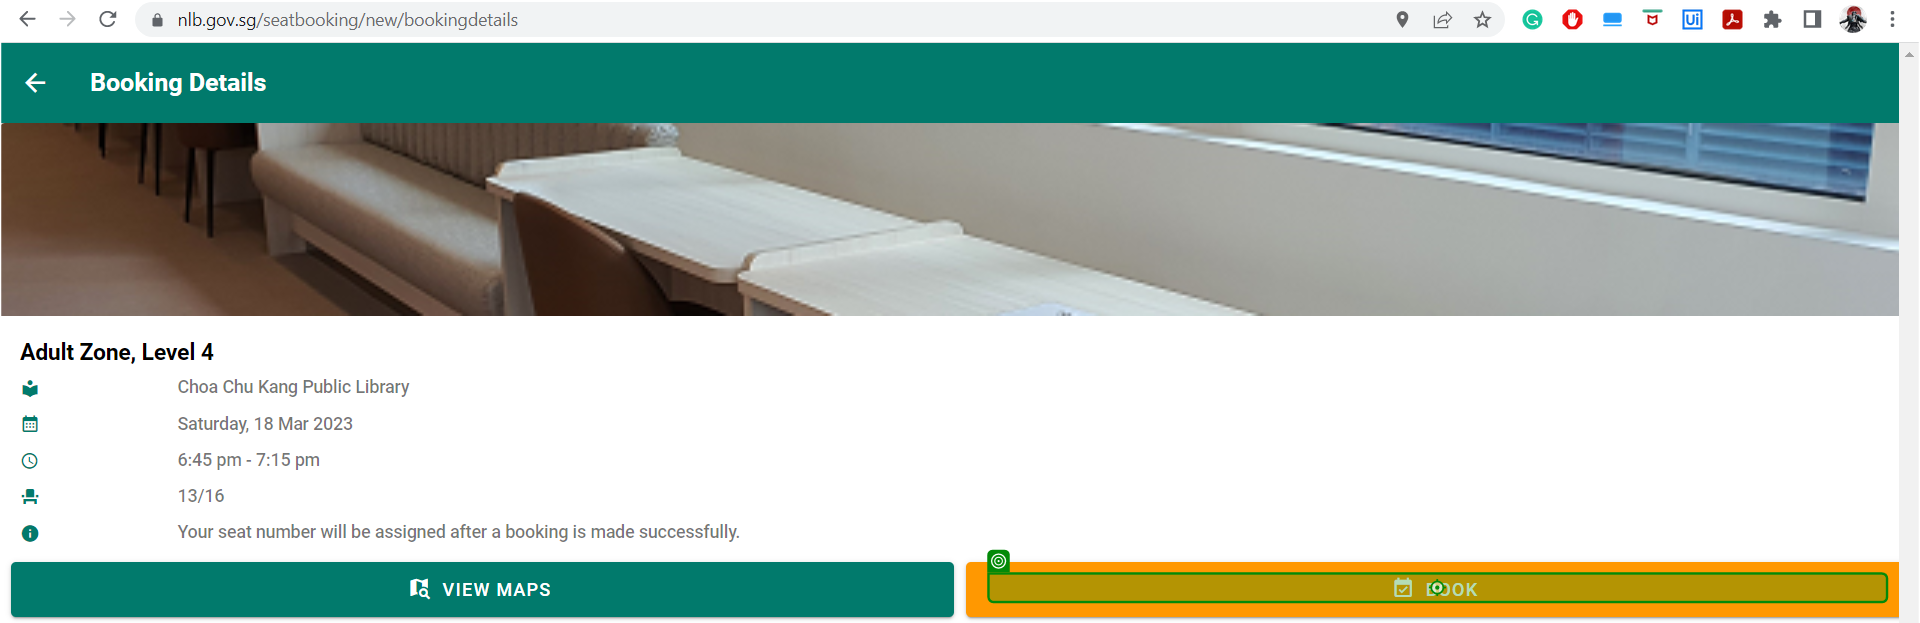 nlb.gov.sg/seatbooking/new/bookingdetails
Booking Details
Adult Zone, Level 4
Choa Chu Kang Public Library
Saturday, 18 Mar 2023
6:45 pm - 7:15 pm
13/16
Your seat number will be assigned after a booking is made successfully.
VIEW MAPS
BOOK